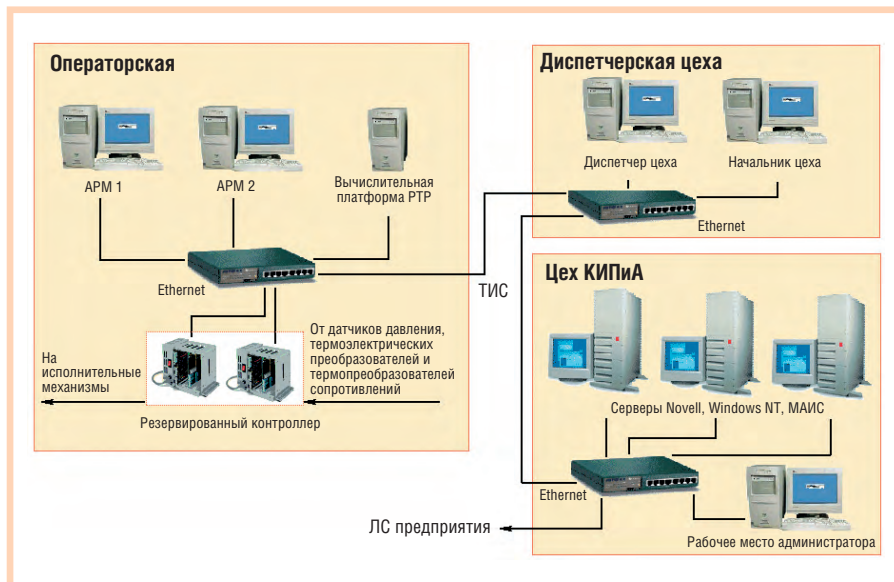 Операторская
АРМ 1
АРМ 2
Вычислительная
платформа РТР
Ethernet
На
исполнительные
механизмы
От датчиков давления,
термоэлектрических
преобразователей и
термопреобразователей
сопротивлений
Резервированный контроллер
ТИС
Диспетчерская цеха
Диспетчер цеха
Начальник цеха
Ethernet
Цех КИПиА
Серверы Novell, Windows NT, МАИС
Ethernet
Рабочее место администратора
ЛС предприятия